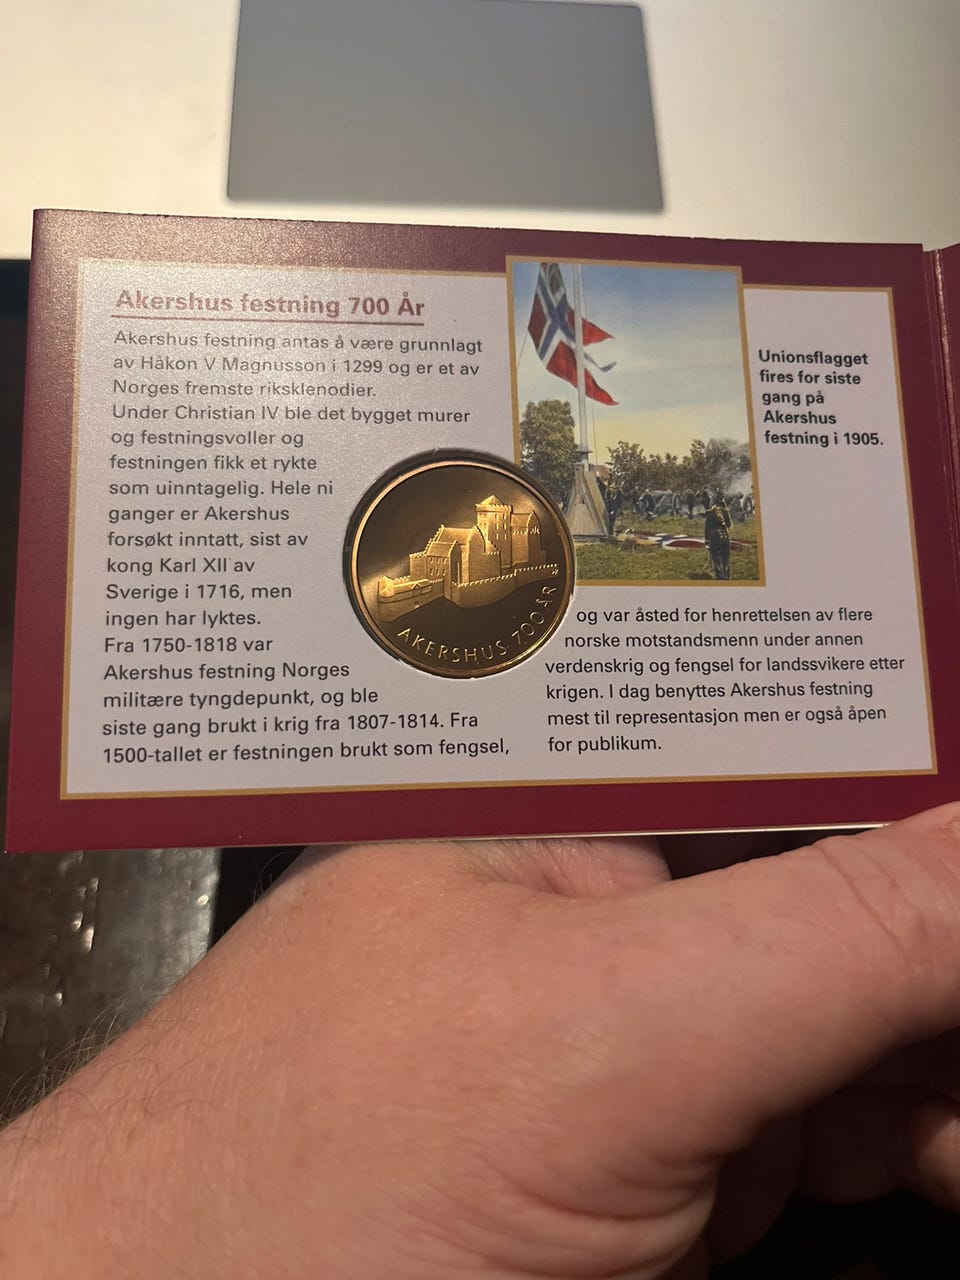 Akershus festning 700 År
Akershus festning antas å være grunnlagt
av Håkon V Magnusson i 1299 og er et av
Norges fremste riksklenodier.
Under Christian IV ble det bygget murer
og festningsvoller og
festningen fikk et rykte
som uinntagelig. Hele ni
ganger er Akershus
forsøkt inntatt, sist av
kong Karl XII av
Sverige i 1716, men
ingen har lyktes.
Fra 1750-1818 var
Akershus festning Norges
militære tyngdepunkt, og ble
siste gang brukt i krig fra 1807-1814. Fra
1500-tallet er festningen brukt som fengsel,
og var åsted for henrettelsen av flere
norske motstandsmenn under annen
verdenskrig og fengsel for landssvikere etter
krigen. I dag benyttes Akershus festning
mest til representasjon men er også åpen
for publikum.
Unionsflagget
fires for siste
gang på
Akershus
festning i 1905.
AKERSHUS·700 ÅR